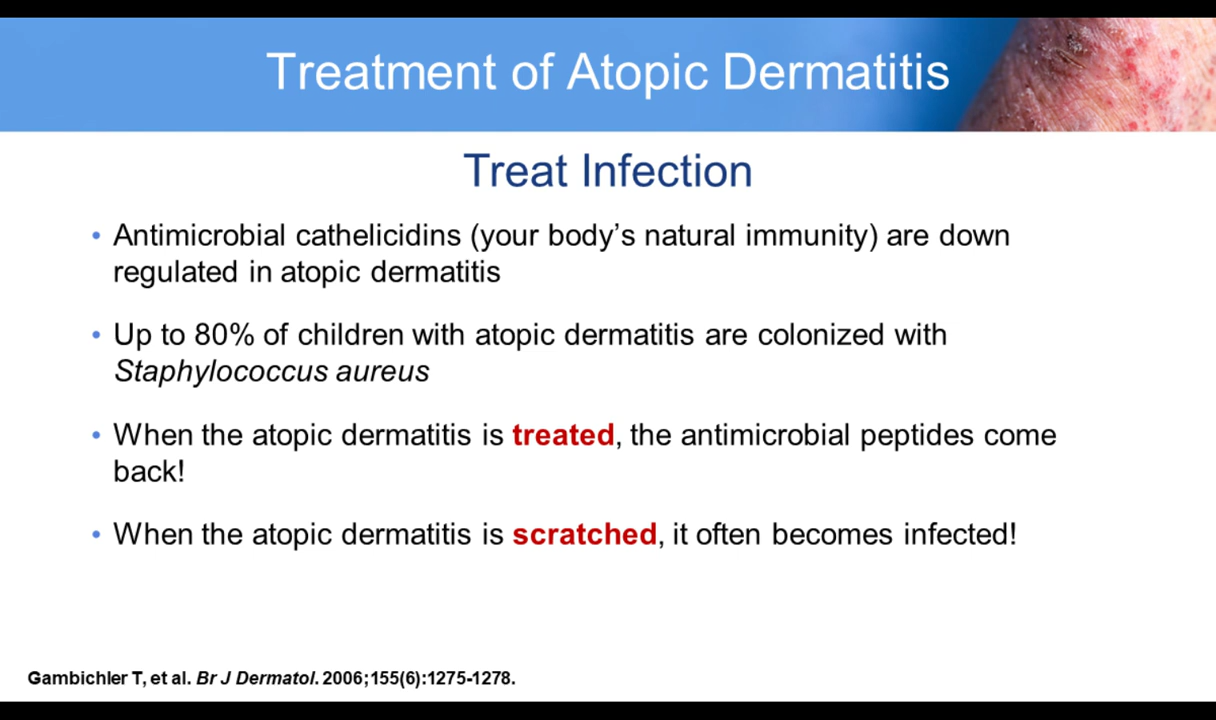 Treatment of Atopic Dermatitis
Treat Infection
• Antimicrobial cathelicidins (your body’s natural immunity) are down
regulated in atopic dermatitis
• Up to 80% of children with atopic dermatitis are colonized with
Staphylococcus aureus
• When the atopic dermatitis is treated, the antimicrobial peptides come
back!
• When the atopic dermatitis is scratched, it often becomes infected!
Gambichler T, et al. Br J Dermatol. 2006;155(6):1275-1278.